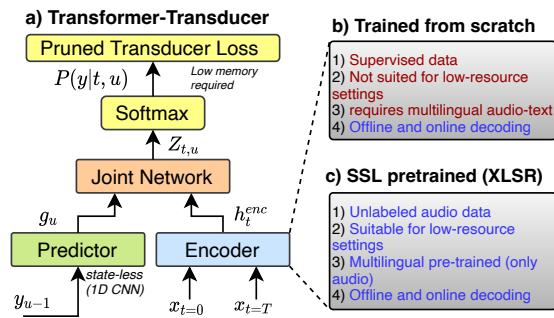 a) Transformer-Transducer
Pruned Transducer Loss
P(y|t, u)
Low memory
required
Softmax
Z_{t,u}
Joint Network
g_u
h_t^{enc}
Predictor
Encoder
state-less
(1D CNN)
y_{u-1}
x_{t=0}
x_{t=T}
b) Trained from scratch
1) Supervised data
2) Not suited for low-resource
settings
3) requires multilingual audio-text
4) Offline and online decoding
c) SSL pretrained (XLSR)
1) Unlabeled audio data
2) Suitable for low-resource
settings
3) Multilingual pre-trained (only
audio)
4) Offline and online decoding